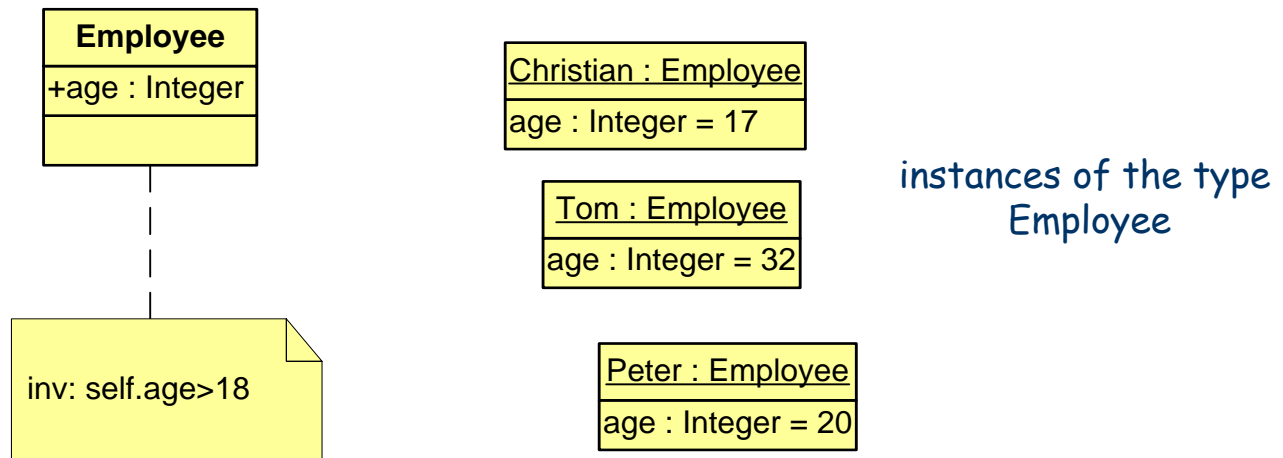 Employee
+age : Integer
inv: self.age>18
Christian : Employee
age : Integer = 17
Tom : Employee
age : Integer = 32
Peter : Employee
age : Integer = 20
instances of the type
Employee